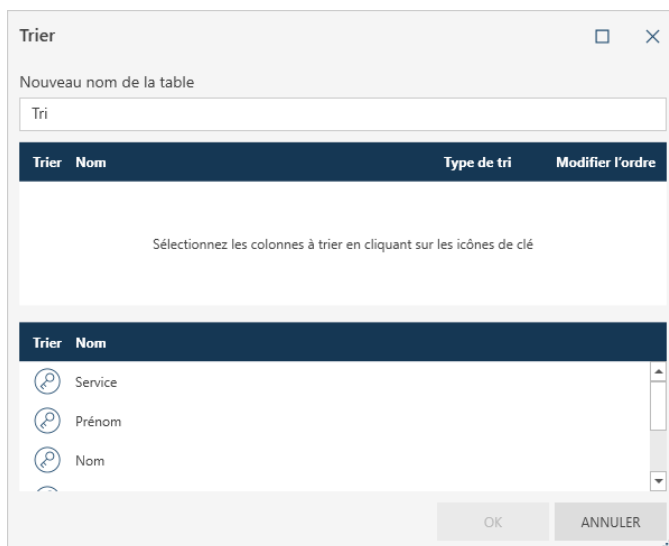 Trier
Nouveau nom de la table
Tri
Trier Nom Type de tri Modifier l'ordre
Sélectionnez les colonnes à trier en cliquant sur les icônes de clé
Trier Nom
Service
Prénom
Nom
OK ANNULER